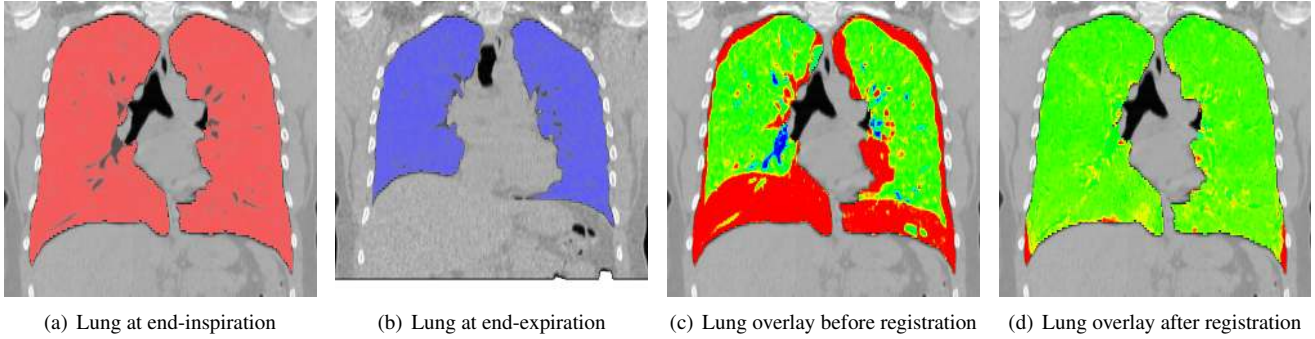 (a) Lung at end-inspiration
(b) Lung at end-expiration
(c) Lung overlay before registration
(d) Lung overlay after registration